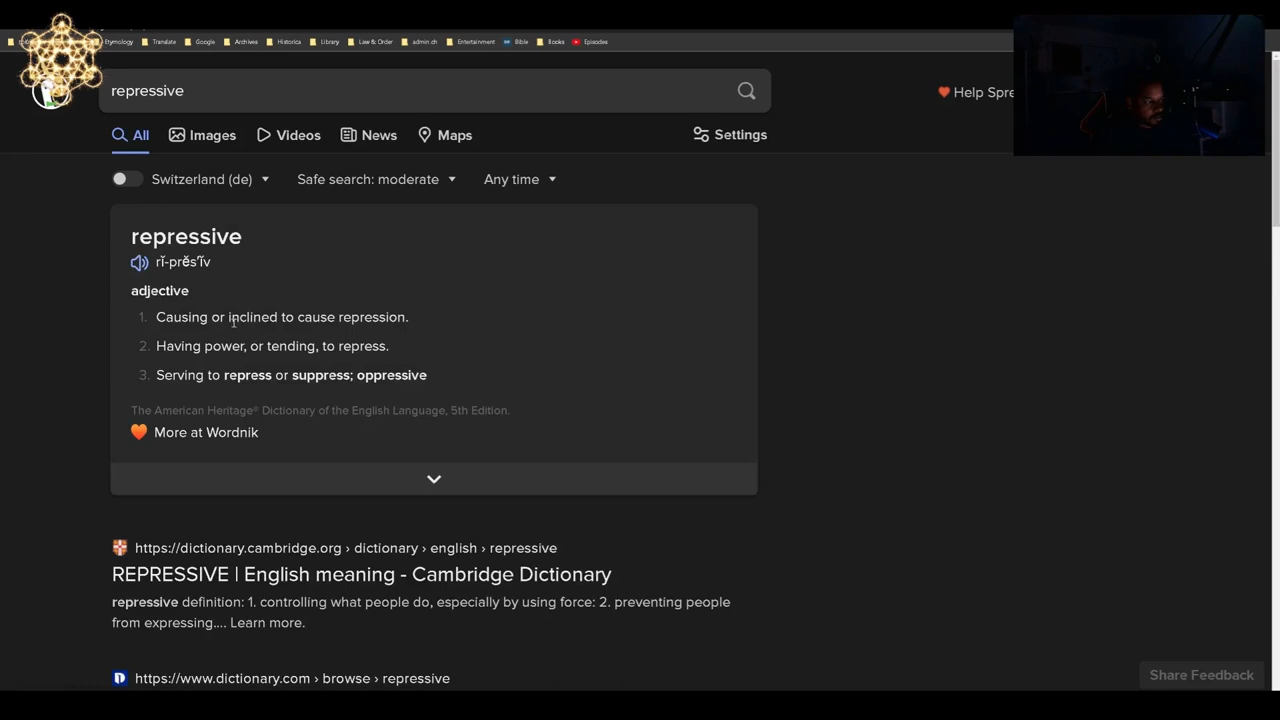 Etymology Translate Google Archives Historica Library Law & Order admin.ch Entertainment Bible Books Episodes
repressive
Help Spre
All Images Videos News Maps Settings
Switzerland (de) Safe search: moderate Any time
repressive
rĭ-prĕs′ĭv
adjective
1. Causing or inclined to cause repression.
2. Having power, or tending, to repress.
3. Serving to repress or suppress; oppressive
The American Heritage® Dictionary of the English Language, 5th Edition.
More at Wordnik
https://dictionary.cambridge.org › dictionary › english › repressive
REPRESSIVE | English meaning - Cambridge Dictionary
repressive definition: 1. controlling what people do, especially by using force: 2. preventing people
from expressing.... Learn more.
https://www.dictionary.com › browse › repressive
Share Feedback